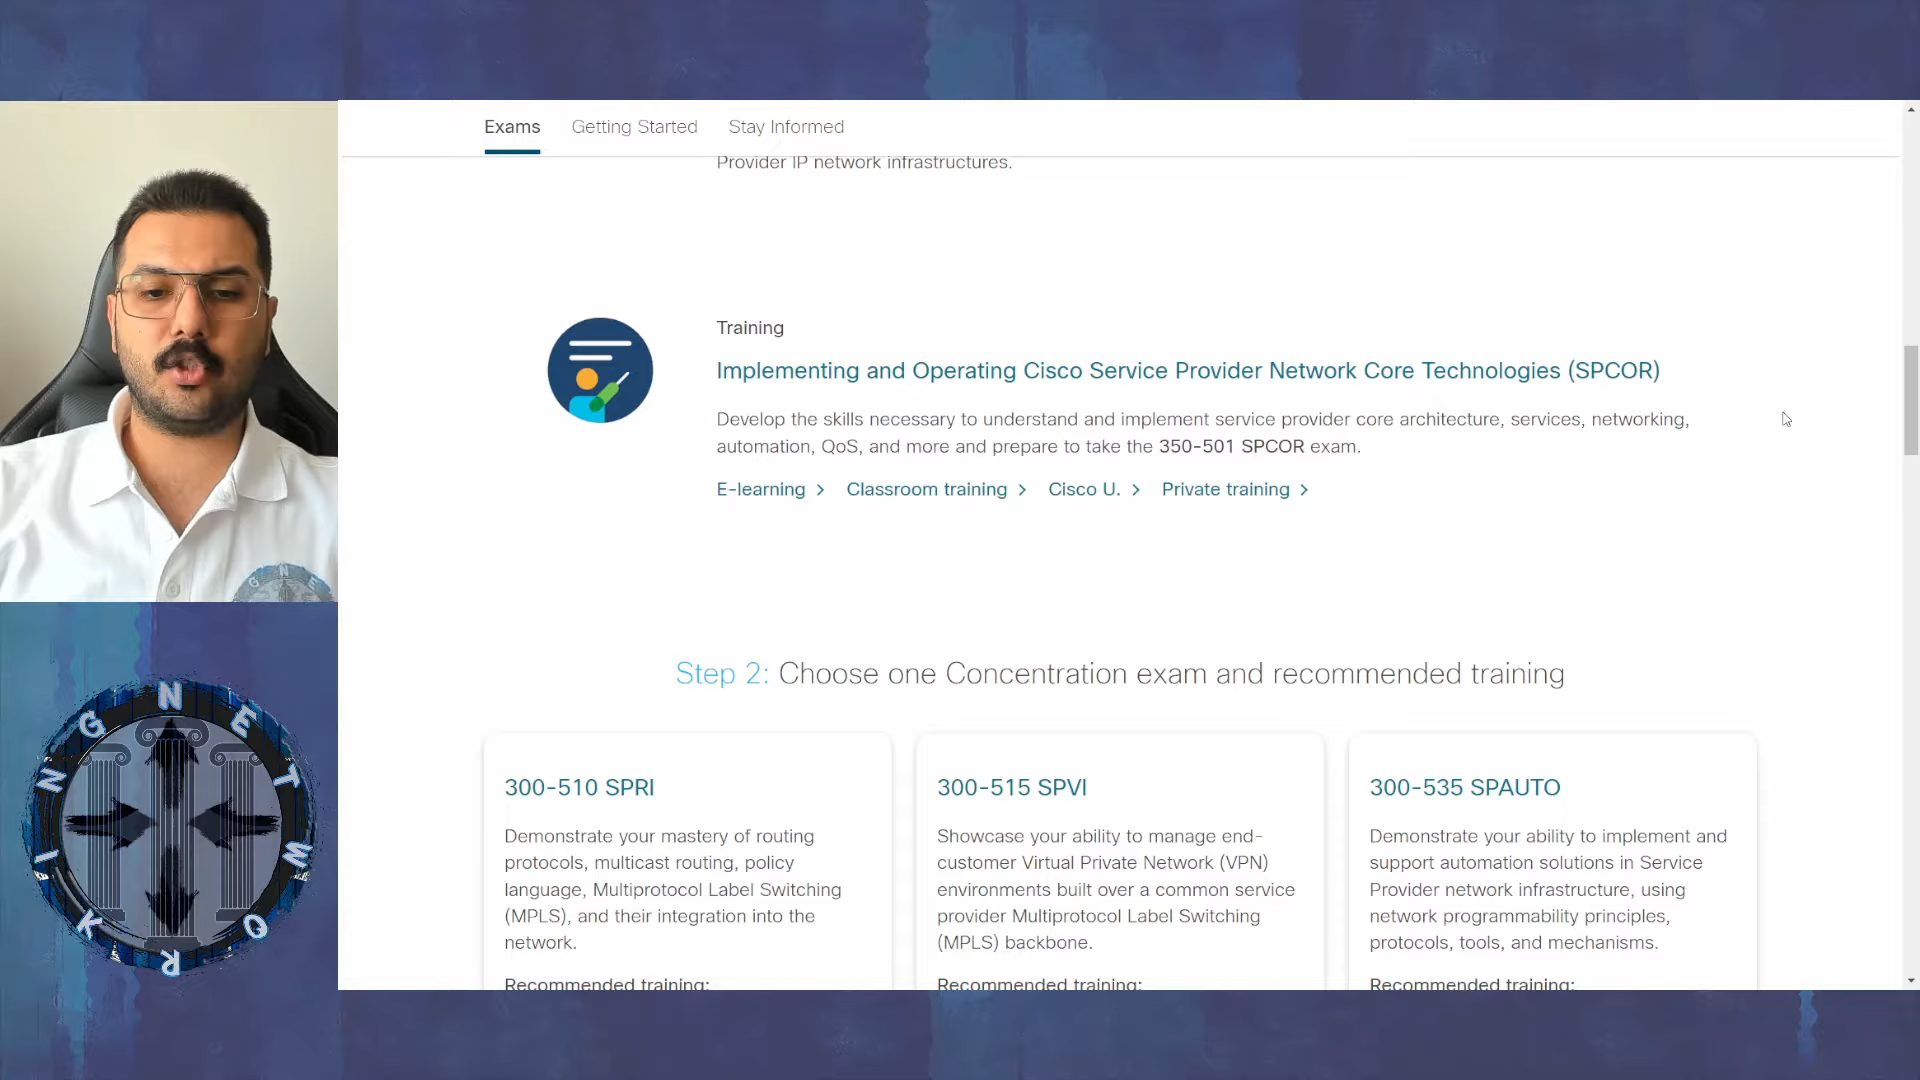 Exams Getting Started Stay Informed
Provider IP network infrastructures.
Training
Implementing and Operating Cisco Service Provider Network Core Technologies (SPCOR)
Develop the skills necessary to understand and implement service provider core architecture, services, networking,
automation, QoS, and more and prepare to take the 350-501 SPCOR exam.
E-learning Classroom training Cisco U. Private training
Step 2: Choose one Concentration exam and recommended training
300-510 SPRI
Demonstrate your mastery of routing
protocols, multicast routing, policy
language, Multiprotocol Label Switching
(MPLS), and their integration into the
network.
Recommended training:
300-515 SPVI
Showcase your ability to manage end-
customer Virtual Private Network (VPN)
environments built over a common service
provider Multiprotocol Label Switching
(MPLS) backbone.
Recommended training:
300-535 SPAUTO
Demonstrate your ability to implement and
support automation solutions in Service
Provider network infrastructure, using
network programmability principles,
protocols, tools, and mechanisms.
Recommended training:
NETWORKING
G N E